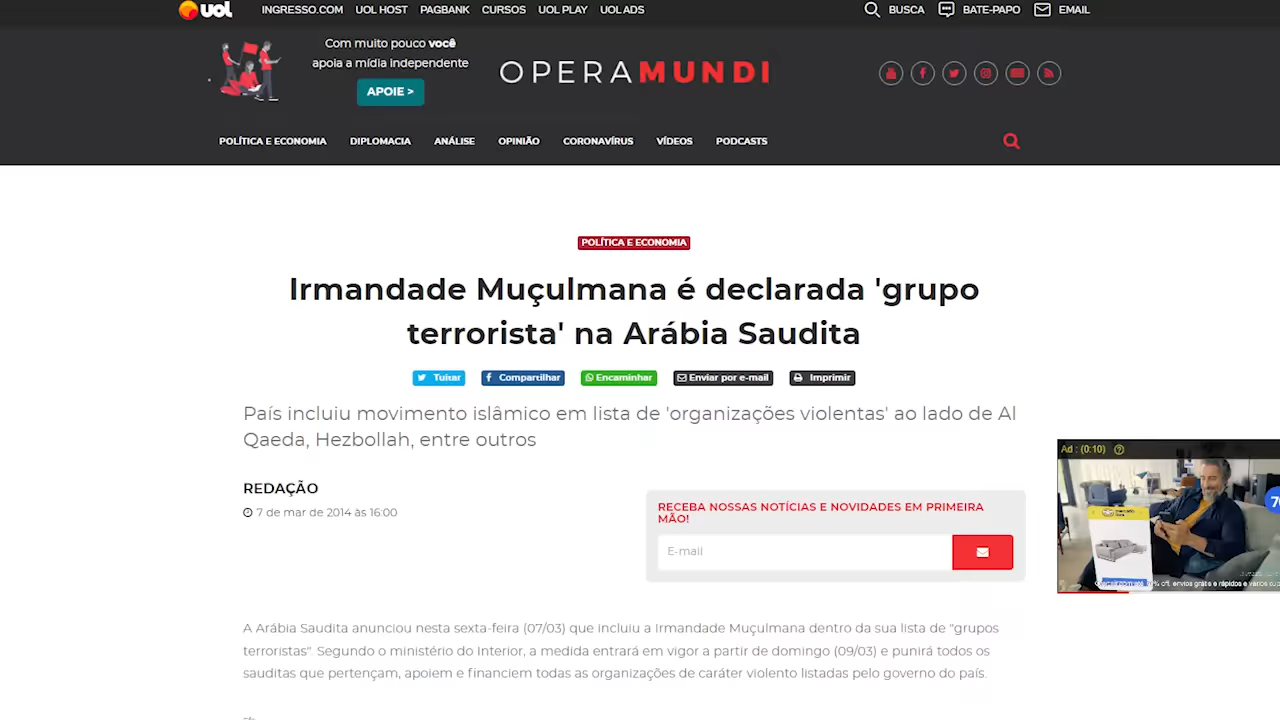 uol
INGRESSO.COM UOL HOST PAGBANK CURSOS UOL PLAY UOL ADS
BUSCA BATE-PAPO EMAIL
Com muito pouco você
apoia a mídia independente
APOIE >
OPERAMUNDI
POLÍTICA E ECONOMIA DIPLOMACIA ANÁLISE OPINIÃO CORONAVÍRUS VÍDEOS PODCASTS
POLÍTICA E ECONOMIA
Irmandade Muçulmana é declarada 'grupo
terrorista' na Arábia Saudita
Tuitar Compartilhar Encaminhar Enviar por e-mail Imprimir
País incluiu movimento islâmico em lista de 'organizações violentas' ao lado de Al
Qaeda, Hezbollah, entre outros
REDAÇÃO
7 de mar de 2014 às 16:00
RECEBA NOSSAS NOTÍCIAS E NOVIDADES EM PRIMEIRA
MÃO!
E-mail
Ad : (0:10)
envios grátis e rápidos e
A Arábia Saudita anunciou nesta sexta-feira (07/03) que incluiu a Irmandade Muçulmana dentro da sua lista de "grupos
terroristas". Segundo o ministério do Interior, a medida entrará em vigor a partir de domingo (09/03) e punirá todos os
sauditas que pertençam, apoiem e financiem todas as organizações de caráter violento listadas pelo governo do país.